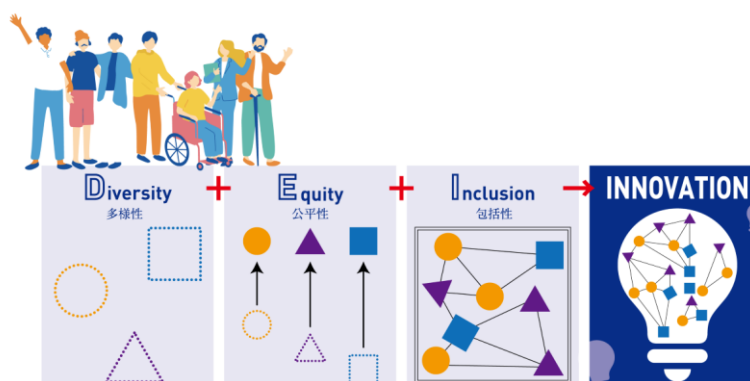 Diversity
多様性
+
Equity
公平性
+
Inclusion
包括性
INNOVATION